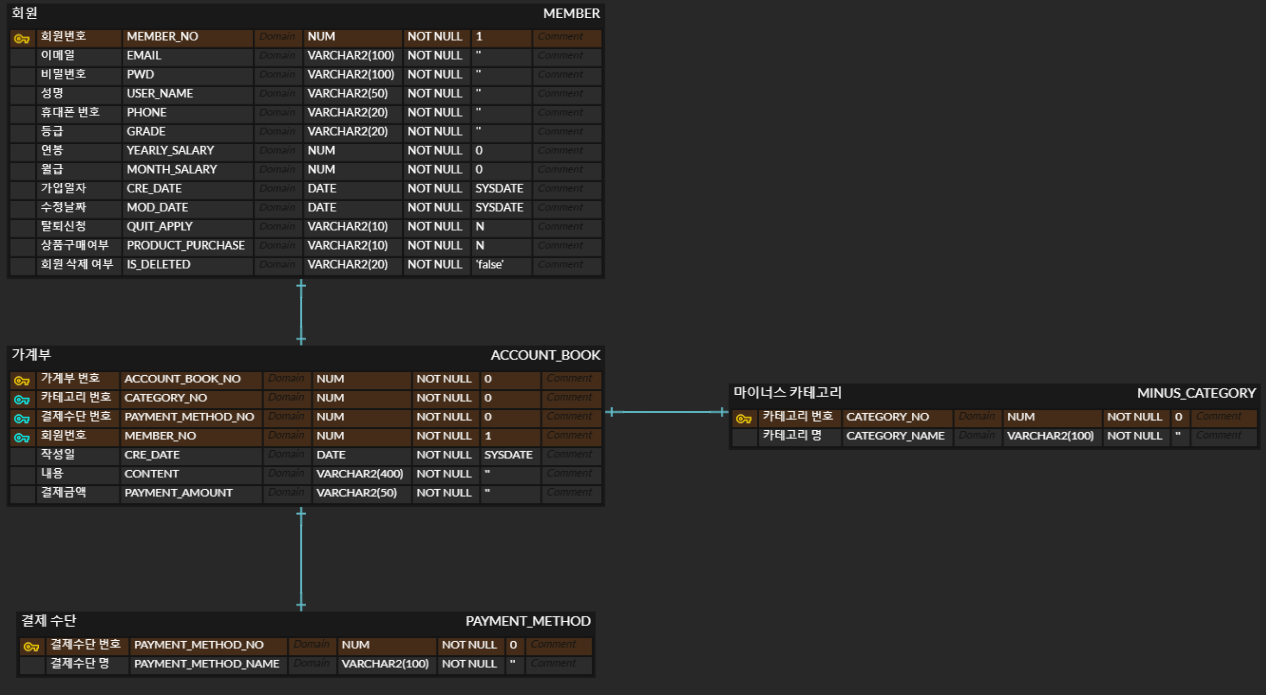 회원 MEMBER
회원번호 MEMBER_NO Domain NUM NOT NULL 1 Comment
이메일 EMAIL Domain VARCHAR2(100) NOT NULL '' Comment
비밀번호 PWD Domain VARCHAR2(100) NOT NULL '' Comment
성명 USER_NAME Domain VARCHAR2(50) NOT NULL '' Comment
휴대폰 번호 PHONE Domain VARCHAR2(20) NOT NULL '' Comment
등급 GRADE Domain VARCHAR2(20) NOT NULL '' Comment
연봉 YEARLY_SALARY Domain NUM NOT NULL 0 Comment
월급 MONTH_SALARY Domain NUM NOT NULL 0 Comment
가입일자 CRE_DATE Domain DATE NOT NULL SYSDATE Comment
수정날짜 MOD_DATE Domain DATE NOT NULL SYSDATE Comment
탈퇴신청 QUIT_APPLY Domain VARCHAR2(10) NOT NULL N Comment
상품구매여부 PRODUCT_PURCHASE Domain VARCHAR2(10) NOT NULL N Comment
회원 삭제 여부 IS_DELETED Domain VARCHAR2(20) NOT NULL 'false' Comment
가계부 ACCOUNT_BOOK
가계부 번호 ACCOUNT_BOOK_NO Domain NUM NOT NULL 0 Comment
카테고리 번호 CATEGORY_NO Domain NUM NOT NULL 0 Comment
결제수단 번호 PAYMENT_METHOD_NO Domain NUM NOT NULL 0 Comment
회원번호 MEMBER_NO Domain NUM NOT NULL 1 Comment
작성일 CRE_DATE Domain DATE NOT NULL SYSDATE Comment
내용 CONTENT Domain VARCHAR2(400) NOT NULL '' Comment
결제금액 PAYMENT_AMOUNT Domain VARCHAR2(50) NOT NULL '' Comment
마이너스 카테고리 MINUS_CATEGORY
카테고리 번호 CATEGORY_NO Domain NUM NOT NULL 0 Comment
카테고리 명 CATEGORY_NAME Domain VARCHAR2(100) NOT NULL '' Comment
결제 수단 PAYMENT_METHOD
결제수단 번호 PAYMENT_METHOD_NO Domain NUM NOT NULL 0 Comment
결제수단 명 PAYMENT_METHOD_NAME Domain VARCHAR2(100) NOT NULL '' Comment